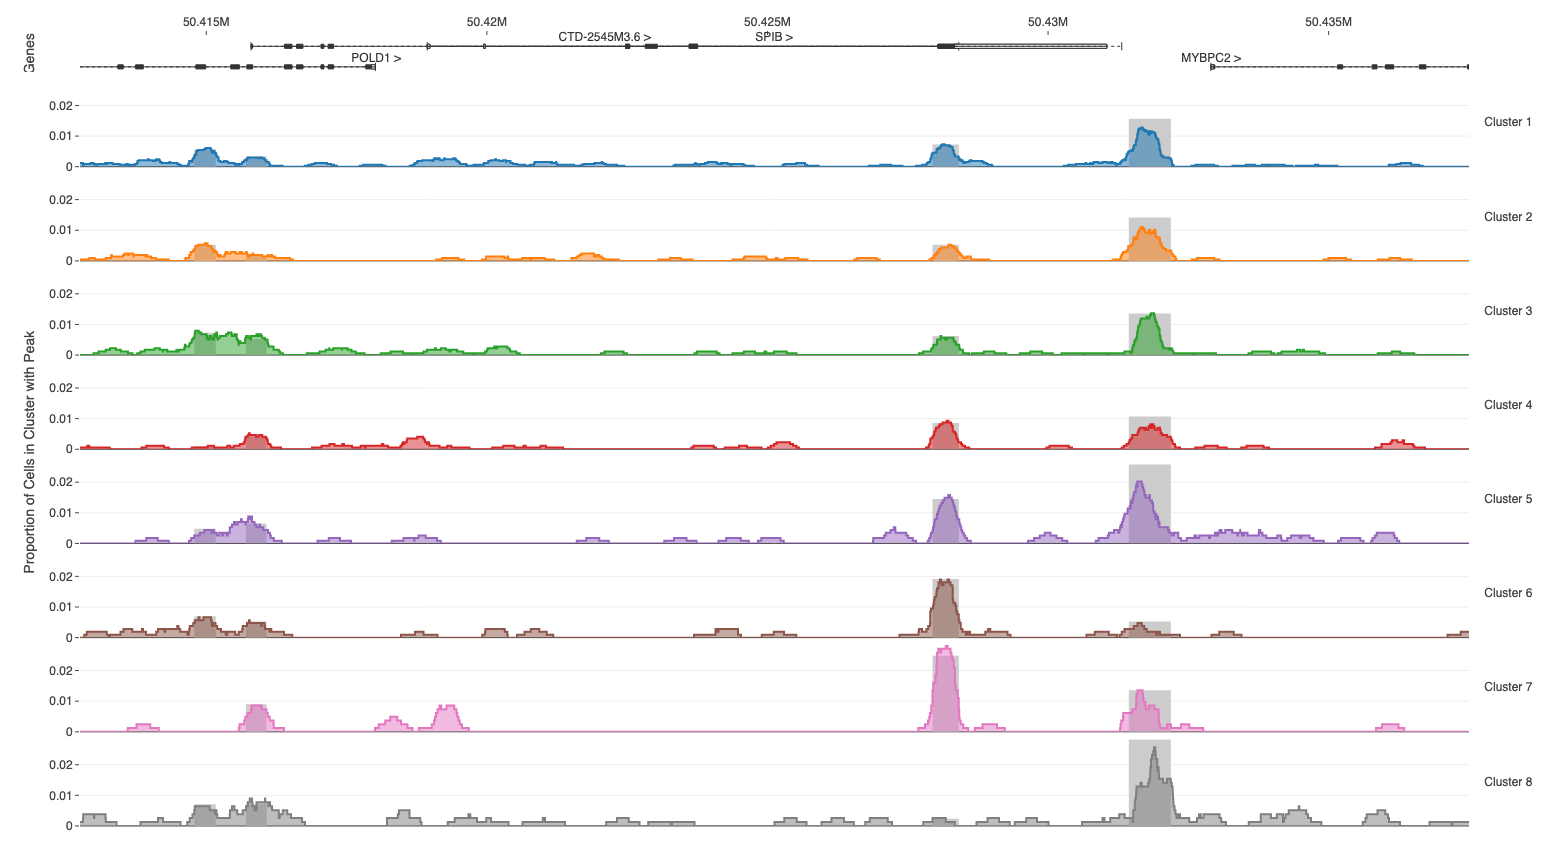 50.415M 50.42M 50.425M 50.43M 50.435M
Genes
CTD-2545M3.6 > SPIB >
POLD1 > MYBPC2 >
Proportion of Cells in Cluster with Peak
0.02
0.01
0
Cluster 1
0.02
0.01
0
Cluster 2
0.02
0.01
0
Cluster 3
0.02
0.01
0
Cluster 4
0.02
0.01
0
Cluster 5
0.02
0.01
0
Cluster 6
0.02
0.01
0
Cluster 7
0.02
0.01
0
Cluster 8